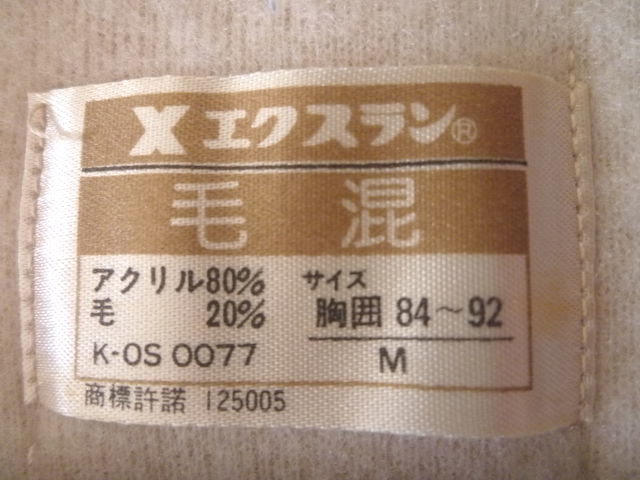 X エクスラン®
毛混
アクリル80%
毛 20%
K-OS 0077
サイズ
胸囲 84～92
M
商標許諾 125005